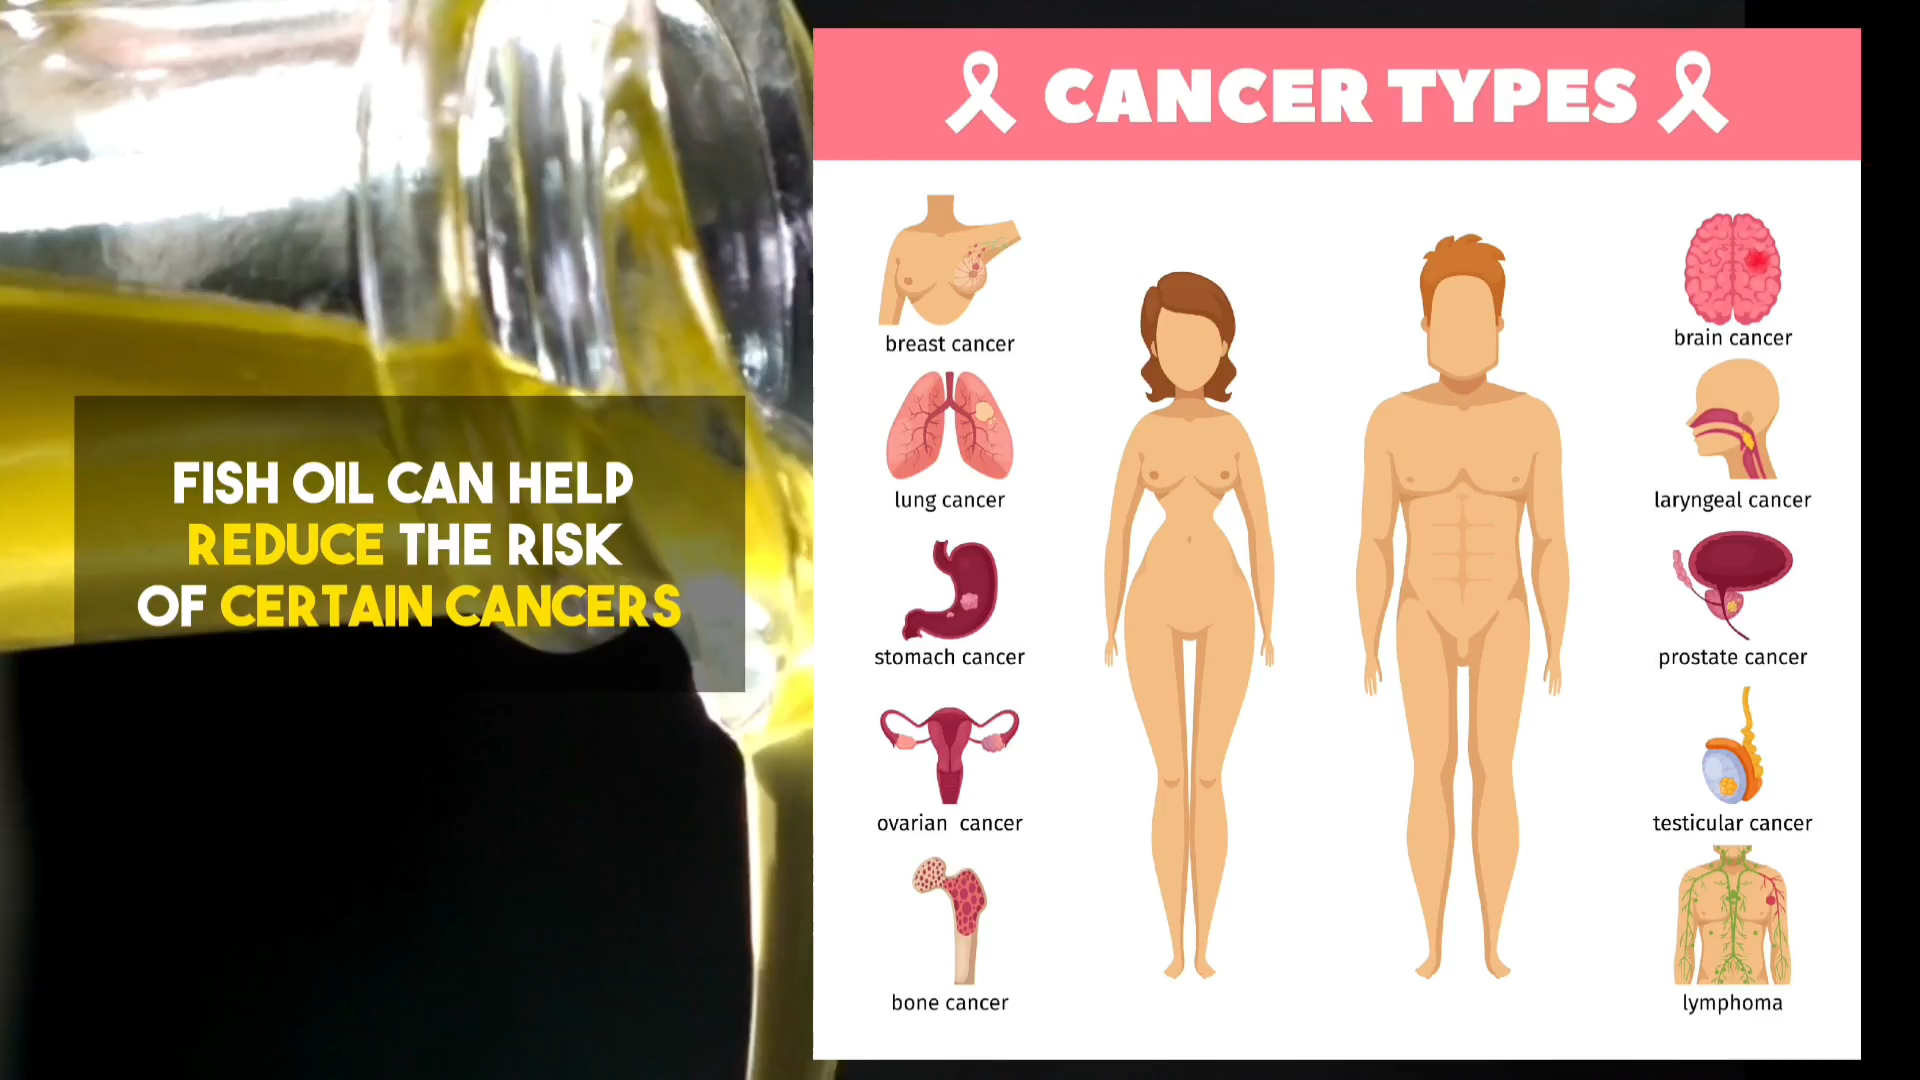 FISH OIL CAN HELP
REDUCE THE RISK
OF CERTAIN CANCERS
CANCER TYPES
breast cancer
lung cancer
stomach cancer
ovarian cancer
bone cancer
brain cancer
laryngeal cancer
prostate cancer
testicular cancer
lymphoma